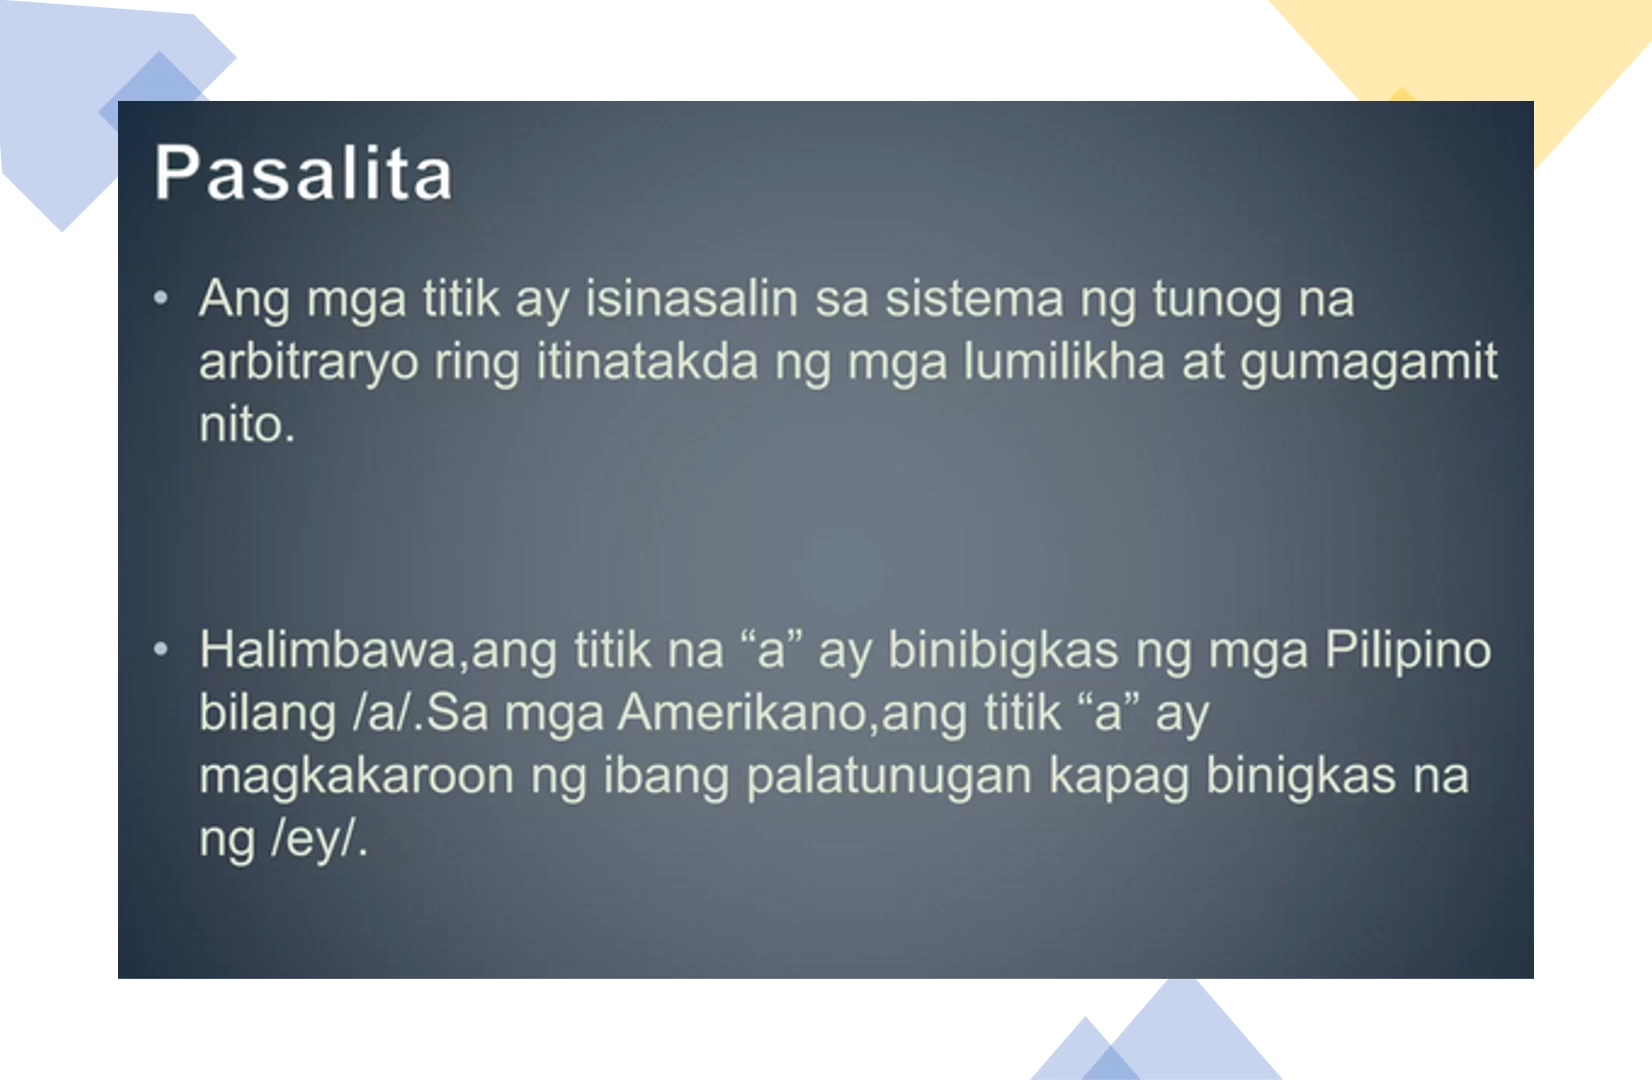 Pasalita
• Ang mga titik ay isinasalin sa sistema ng tunog na
arbitraryo ring itinatakda ng mga lumilikha at gumagamit
nito.
• Halimbawa,ang titik na “a” ay binibigkas ng mga Pilipino
bilang /a/.Sa mga Amerikano,ang titik “a” ay
magkakaroon ng ibang palatunugan kapag binigkas na
ng /ey/.